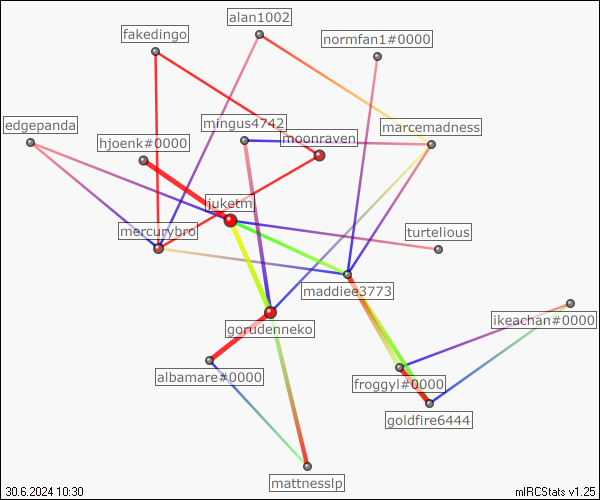 alan1002
fakedingo
normfan1#0000
edgepanda
mingus4742
marcemadness
hjoenk#0000
moonraven
juketm
mercurybro
turtelious
maddiee3773
ikeachan#0000
gorudenneko
albamare#0000
froggyl#0000
goldfire6444
mattnesslp
30.6.2024 10:30
mIRCStats v1.25